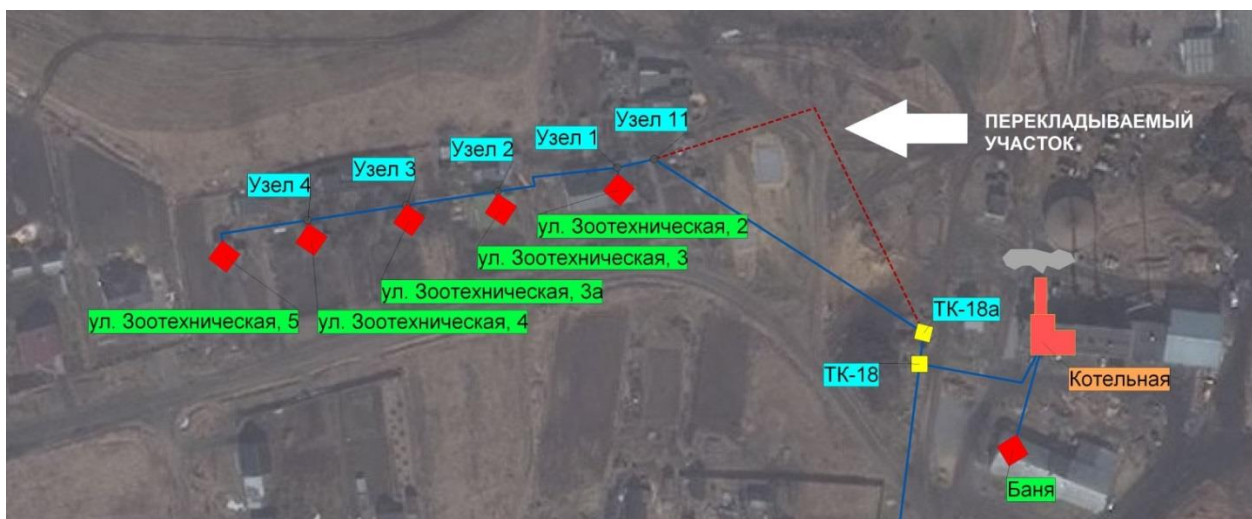 ПЕРЕКЛАДЫВАЕМЫЙ
УЧАСТОК.
Узел 11
Узел 1
Узел 2
Узел 3
Узел 4
ул. Зоотехническая, 2
ул. Зоотехническая, 3
ул. Зоотехническая, 3а
ул. Зоотехническая, 5
ул. Зоотехническая, 4
ТК-18а
ТК-18
Котельная
Баня